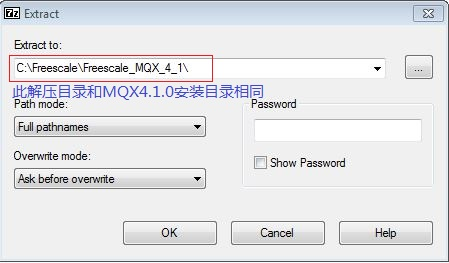 7z Extract
Extract to:
C:\Freescale\Freescale_MQX_4_1\
...
此解压目录和MQX4.1.0安装目录相同
Path mode:
Full pathnames
Password
Overwrite mode:
Show Password
Ask before overwrite
OK Cancel Help